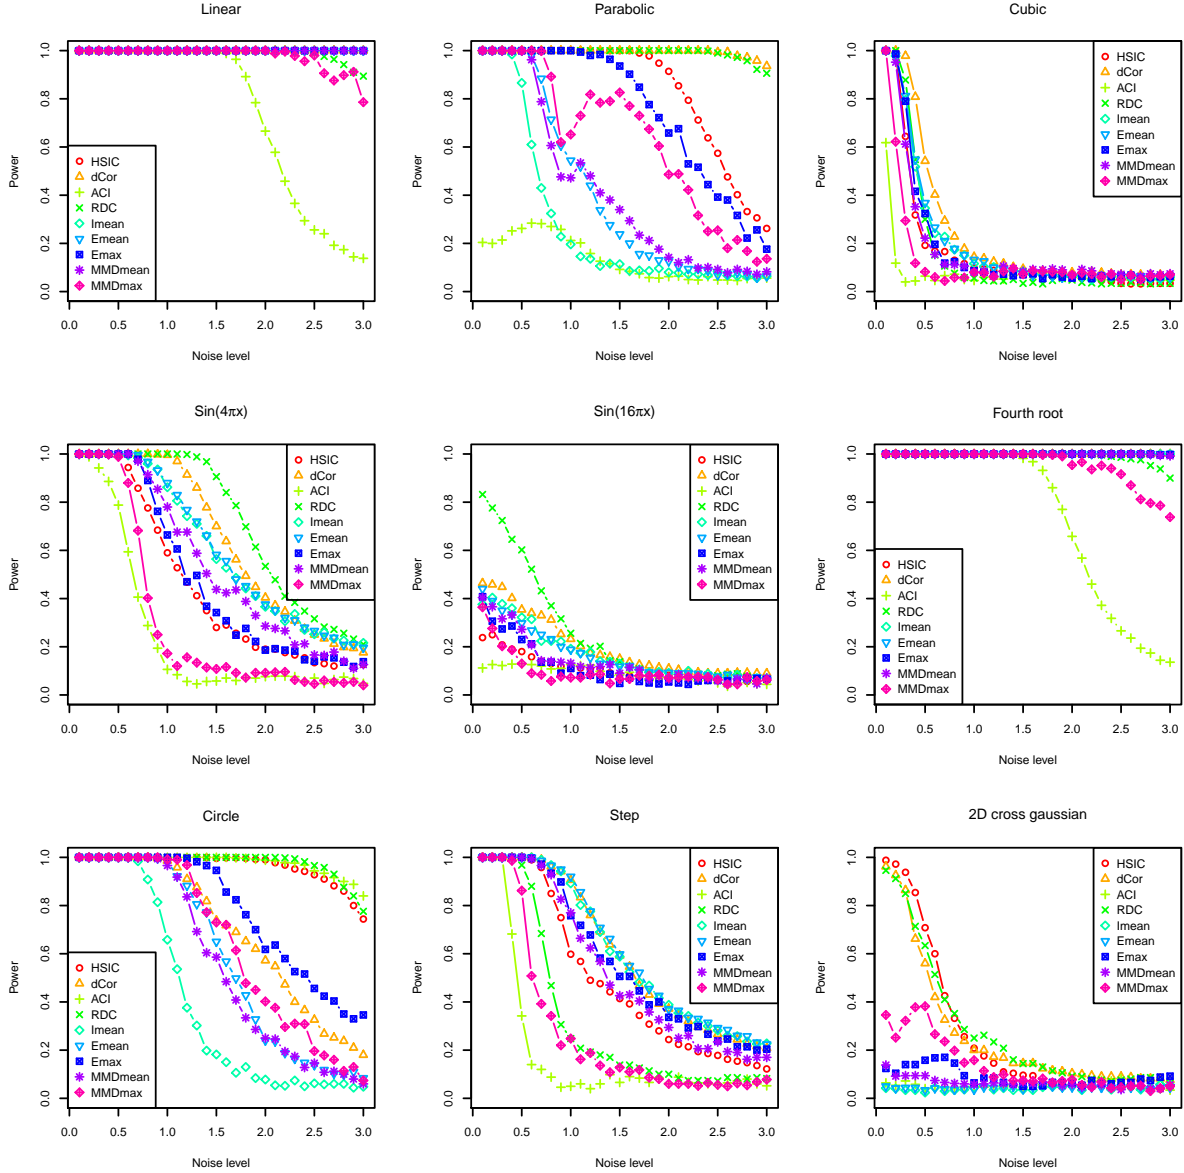 Linear
Power
0.0 0.2 0.4 0.6 0.8 1.0
HSIC
dCor
ACI
RDC
Imean
Emean
Emax
MMDmean
MMDmax
0.0 0.5 1.0 1.5 2.0 2.5 3.0
Noise level
Parabolic
Power
0.0 0.2 0.4 0.6 0.8 1.0
0.0 0.5 1.0 1.5 2.0 2.5 3.0
Noise level
Cubic
Power
0.0 0.2 0.4 0.6 0.8 1.0
HSIC
dCor
ACI
RDC
Imean
Emean
Emax
MMDmean
MMDmax
0.0 0.5 1.0 1.5 2.0 2.5 3.0
Noise level
Sin(4πx)
Power
0.0 0.2 0.4 0.6 0.8 1.0
HSIC
dCor
ACI
RDC
Imean
Emean
Emax
MMDmean
MMDmax
0.0 0.5 1.0 1.5 2.0 2.5 3.0
Noise level
Sin(16πx)
Power
0.0 0.2 0.4 0.6 0.8 1.0
HSIC
dCor
ACI
RDC
Imean
Emean
Emax
MMDmean
MMDmax
0.0 0.5 1.0 1.5 2.0 2.5 3.0
Noise level
Fourth root
Power
0.0 0.2 0.4 0.6 0.8 1.0
HSIC
dCor
ACI
RDC
Imean
Emean
Emax
MMDmean
MMDmax
0.0 0.5 1.0 1.5 2.0 2.5 3.0
Noise level
Circle
Power
0.0 0.2 0.4 0.6 0.8 1.0
HSIC
dCor
ACI
RDC
Imean
Emean
Emax
MMDmean
MMDmax
0.0 0.5 1.0 1.5 2.0 2.5 3.0
Noise level
Step
Power
0.0 0.2 0.4 0.6 0.8 1.0
HSIC
dCor
ACI
RDC
Imean
Emean
Emax
MMDmean
MMDmax
0.0 0.5 1.0 1.5 2.0 2.5 3.0
Noise level
2D cross gaussian
Power
0.0 0.2 0.4 0.6 0.8 1.0
HSIC
dCor
ACI
RDC
Imean
Emean
Emax
MMDmean
MMDmax
0.0 0.5 1.0 1.5 2.0 2.5 3.0
Noise level